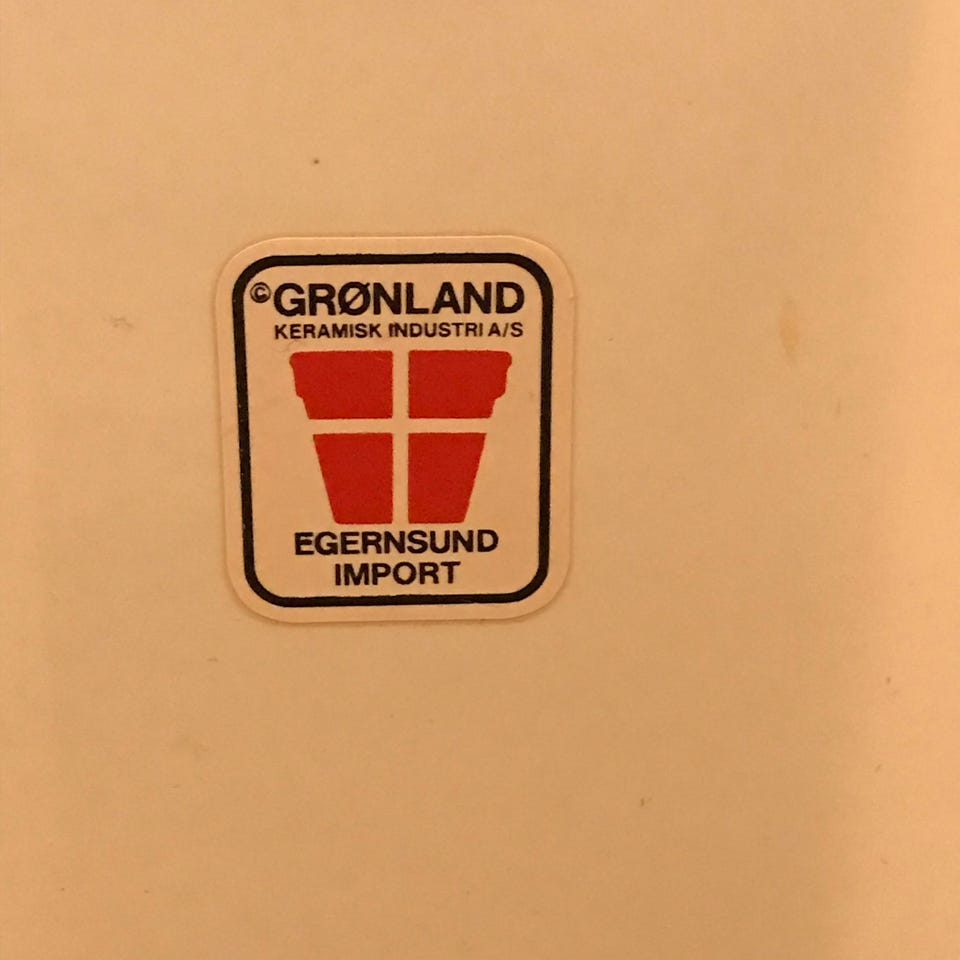 ©GRØNLAND
KERAMISK INDUSTRI A/S
EGERNSUND
IMPORT